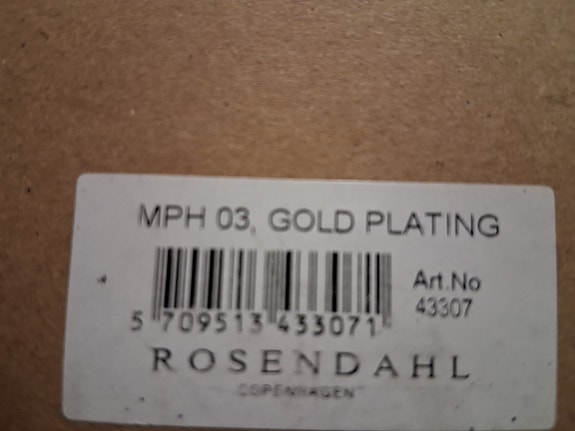 MPH 03, GOLD PLATING
Art.No
43307
5 709513 433071
ROSENDAHL
COPENHAGEN